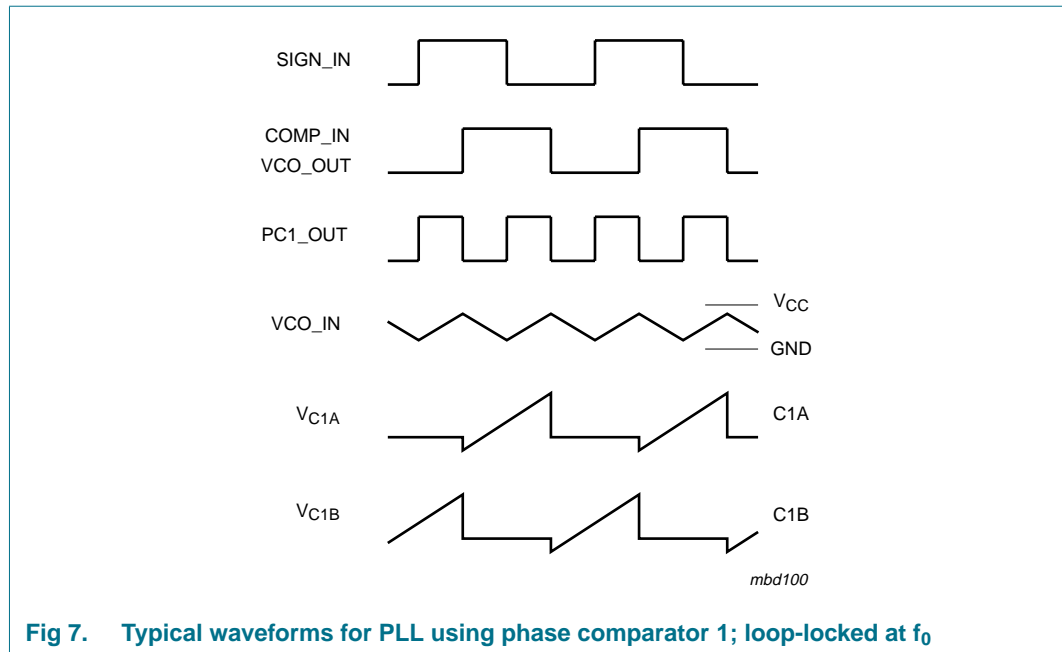 SIGN_IN
COMP_IN
VCO_OUT
PC1_OUT
VCO_IN
VCC
GND
VC1A
C1A
VC1B
C1B
mbd100
Fig 7. Typical waveforms for PLL using phase comparator 1; loop-locked at f0